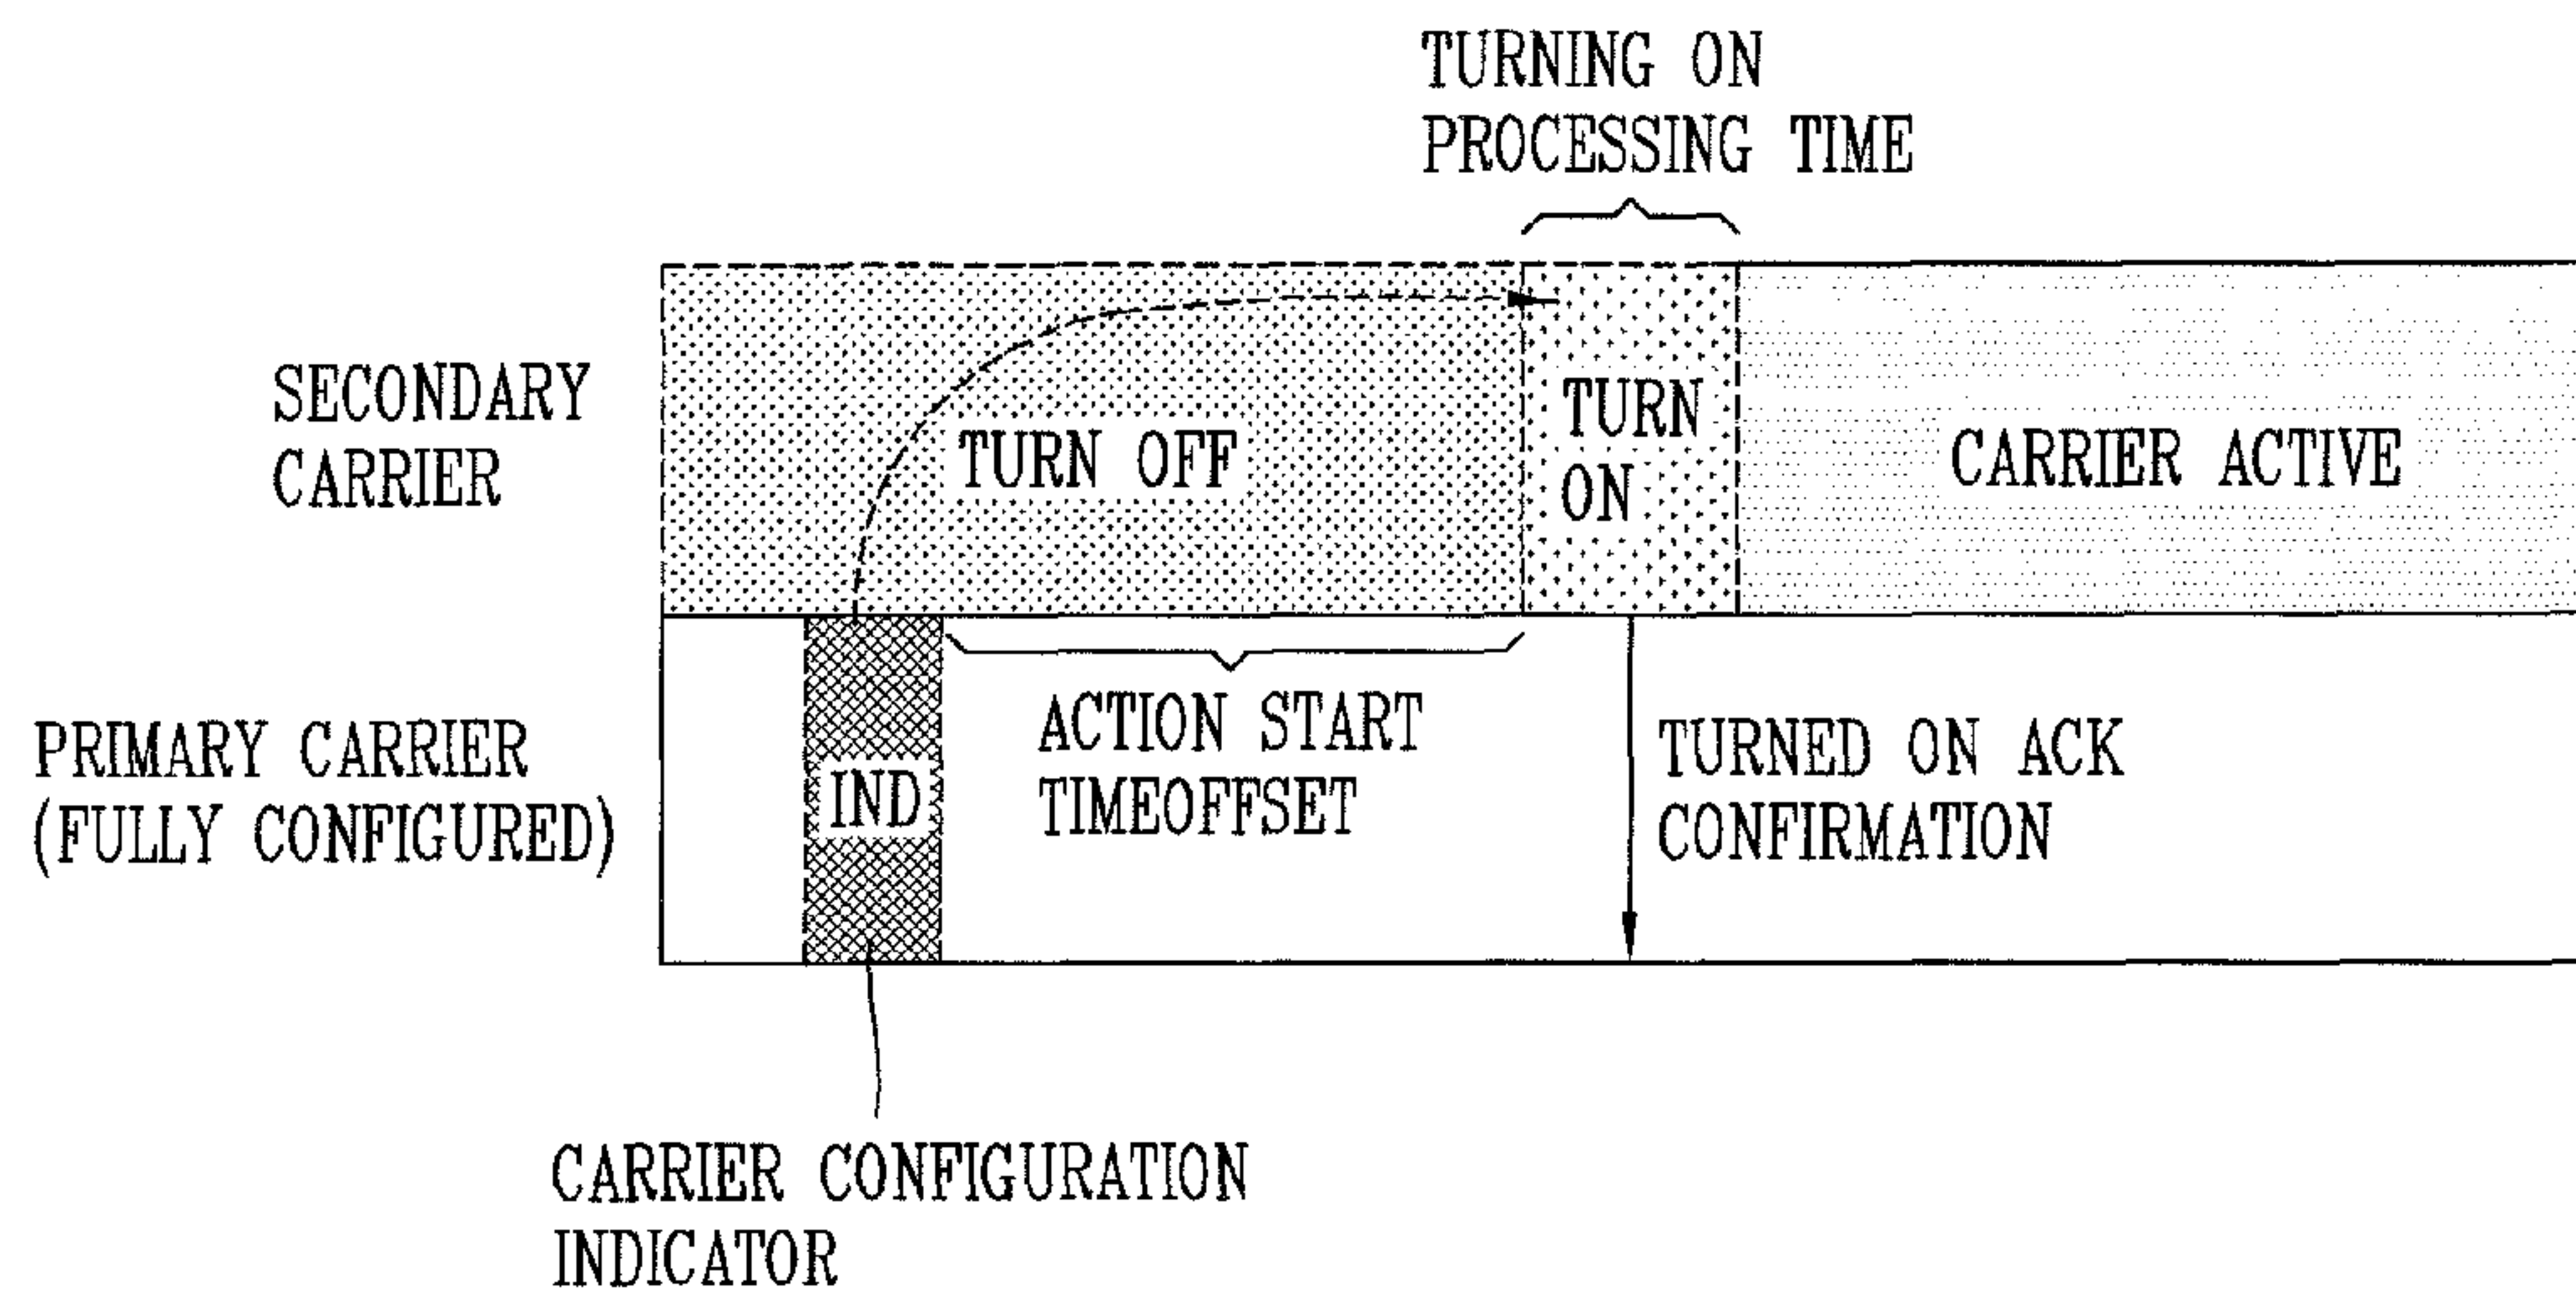 TURNING ON
PROCESSING TIME
SECONDARY
CARRIER
TURN OFF
TURN
ON
CARRIER ACTIVE
PRIMARY CARRIER
(FULLY CONFIGURED)
IND
ACTION START
TIMEOFFSET
TURNED ON ACK
CONFIRMATION
CARRIER CONFIGURATION
INDICATOR